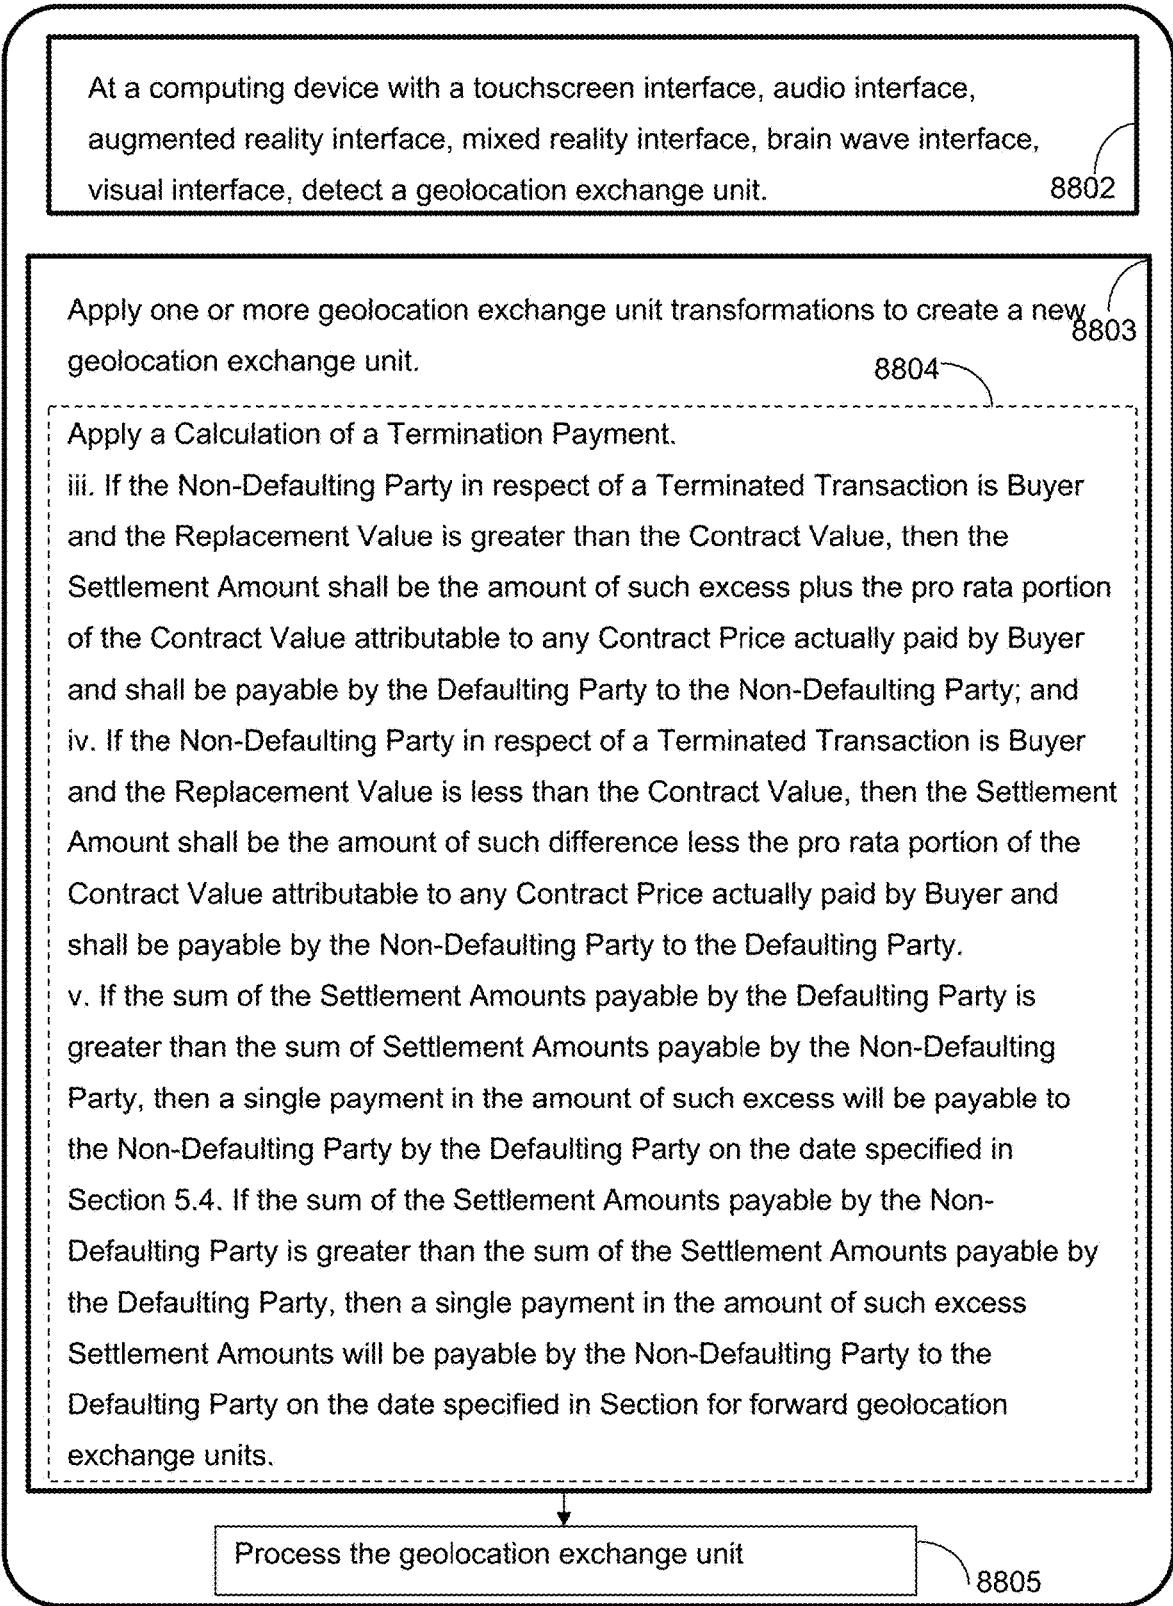 At a computing device with a touchscreen interface, audio interface,
augmented reality interface, mixed reality interface, brain wave interface,
visual interface, detect a geolocation exchange unit.
8802
Apply one or more geolocation exchange unit transformations to create a new
8803
geolocation exchange unit.
8804
Apply a Calculation of a Termination Payment.
iii. If the Non-Defaulting Party in respect of a Terminated Transaction is Buyer
and the Replacement Value is greater than the Contract Value, then the
Settlement Amount shall be the amount of such excess plus the pro rata portion
of the Contract Value attributable to any Contract Price actually paid by Buyer
and shall be payable by the Defaulting Party to the Non-Defaulting Party; and
iv. If the Non-Defaulting Party in respect of a Terminated Transaction is Buyer
and the Replacement Value is less than the Contract Value, then the Settlement
Amount shall be the amount of such difference less the pro rata portion of the
Contract Value attributable to any Contract Price actually paid by Buyer and
shall be payable by the Non-Defaulting Party to the Defaulting Party.
v. If the sum of the Settlement Amounts payable by the Defaulting Party is
greater than the sum of Settlement Amounts payable by the Non-Defaulting
Party, then a single payment in the amount of such excess will be payable to
the Non-Defaulting Party by the Defaulting Party on the date specified in
Section 5.4. If the sum of the Settlement Amounts payable by the Non-
Defaulting Party is greater than the sum of the Settlement Amounts payable by
the Defaulting Party, then a single payment in the amount of such excess
Settlement Amounts will be payable by the Non-Defaulting Party to the
Defaulting Party on the date specified in Section for forward geolocation
exchange units.
Process the geolocation exchange unit
8805